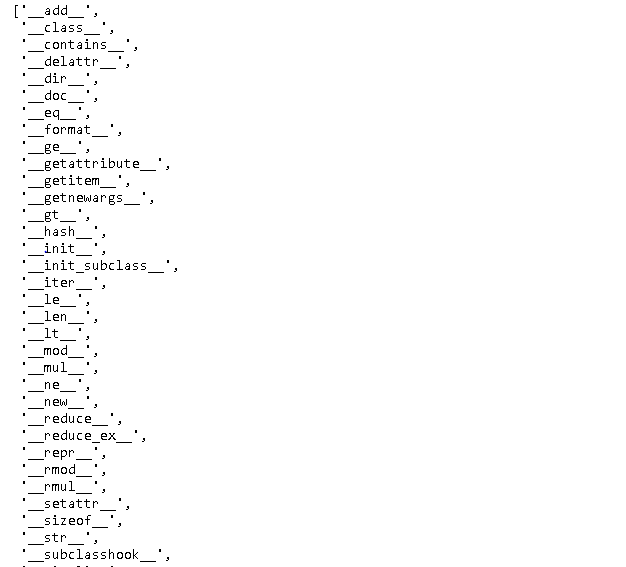 ['__add__',
'__class__',
'__contains__',
'__delattr__',
'__dir__',
'__doc__',
'__eq__',
'__format__',
'__ge__',
'__getattribute__',
'__getitem__',
'__getnewargs__',
'__gt__',
'__hash__',
'__init__',
'__init_subclass__',
'__iter__',
'__le__',
'__len__',
'__lt__',
'__mod__',
'__mul__',
'__ne__',
'__new__',
'__reduce__',
'__reduce_ex__',
'__repr__',
'__rmod__',
'__rmul__',
'__setattr__',
'__sizeof__',
'__str__',
'__subclasshook__',